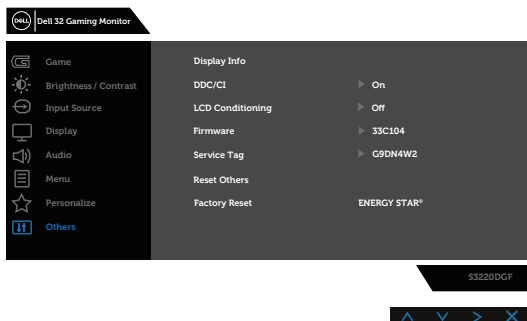 DELL Dell 32 Gaming Monitor
Game Display Info
Brightness / Contrast DDC/CI On
Input Source LCD Conditioning Off
Display Firmware 33C104
Audio Service Tag G9DN4W2
Menu Reset Others
Personalize Factory Reset ENERGY STAR®
Others
S3220DGF